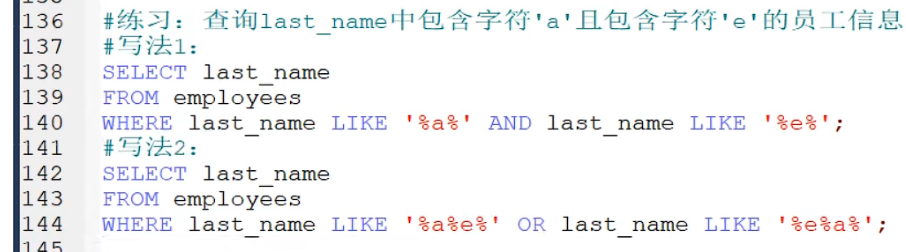 136 #练习：查询last_name中包含字符'a'且包含字符'e'的员工信息
137 #写法1：
138 SELECT last_name
139 FROM employees
140 WHERE last_name LIKE '%a%' AND last_name LIKE '%e%';
141 #写法2：
142 SELECT last_name
143 FROM employees
144 WHERE last_name LIKE '%a%e%' OR last_name LIKE '%e%a%';
145